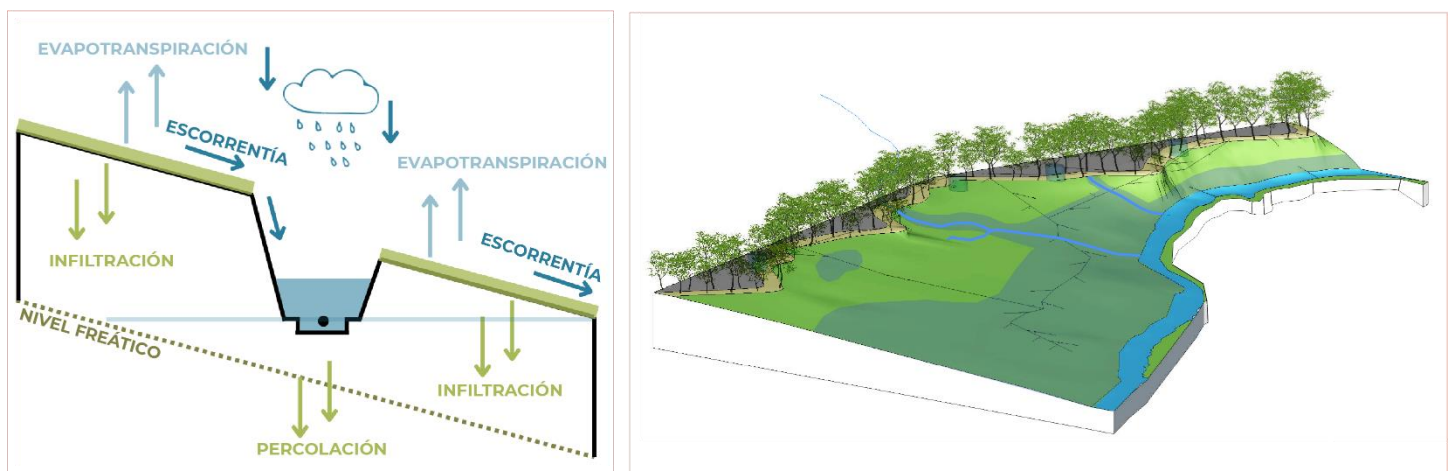 EVAPOTRANSPIRACIÓN
ESCORRENTÍA
EVAPOTRANSPIRACIÓN
ESCORRENTÍA
INFILTRACIÓN
NIVEL FREÁTICO
INFILTRACIÓN
PERCOLACIÓN